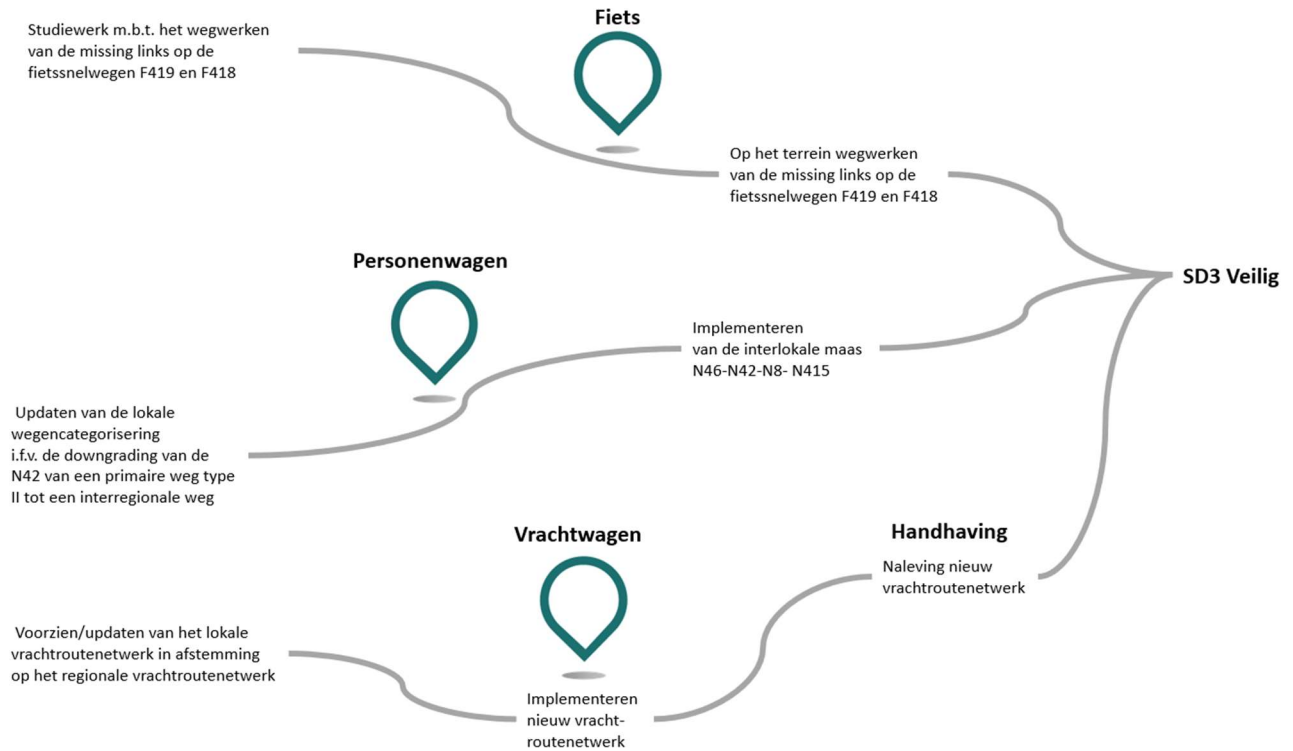 Fiets
Studiewerk m.b.t. het wegwerken
van de missing links op de
fietssnelwegen F419 en F418
Op het terrein wegwerken
van de missing links op de
fietssnelwegen F419 en F418
Personenwagen
SD3 Veilig
Implementeren
van de interlokale maas
N46-N42-N8- N415
Updaten van de lokale
wegencategorisering
i.f.v. de downgrading van de
N42 van een primaire weg type
II tot een interregionale weg
Vrachtwagen
Handhaving
Naleving nieuw
vrachtroutenetwerk
Voorzien/updaten van het lokale
vrachtroutenetwerk in afstemming
op het regionale vrachtroutenetwerk
Implementeren
nieuw vracht-
routenetwerk